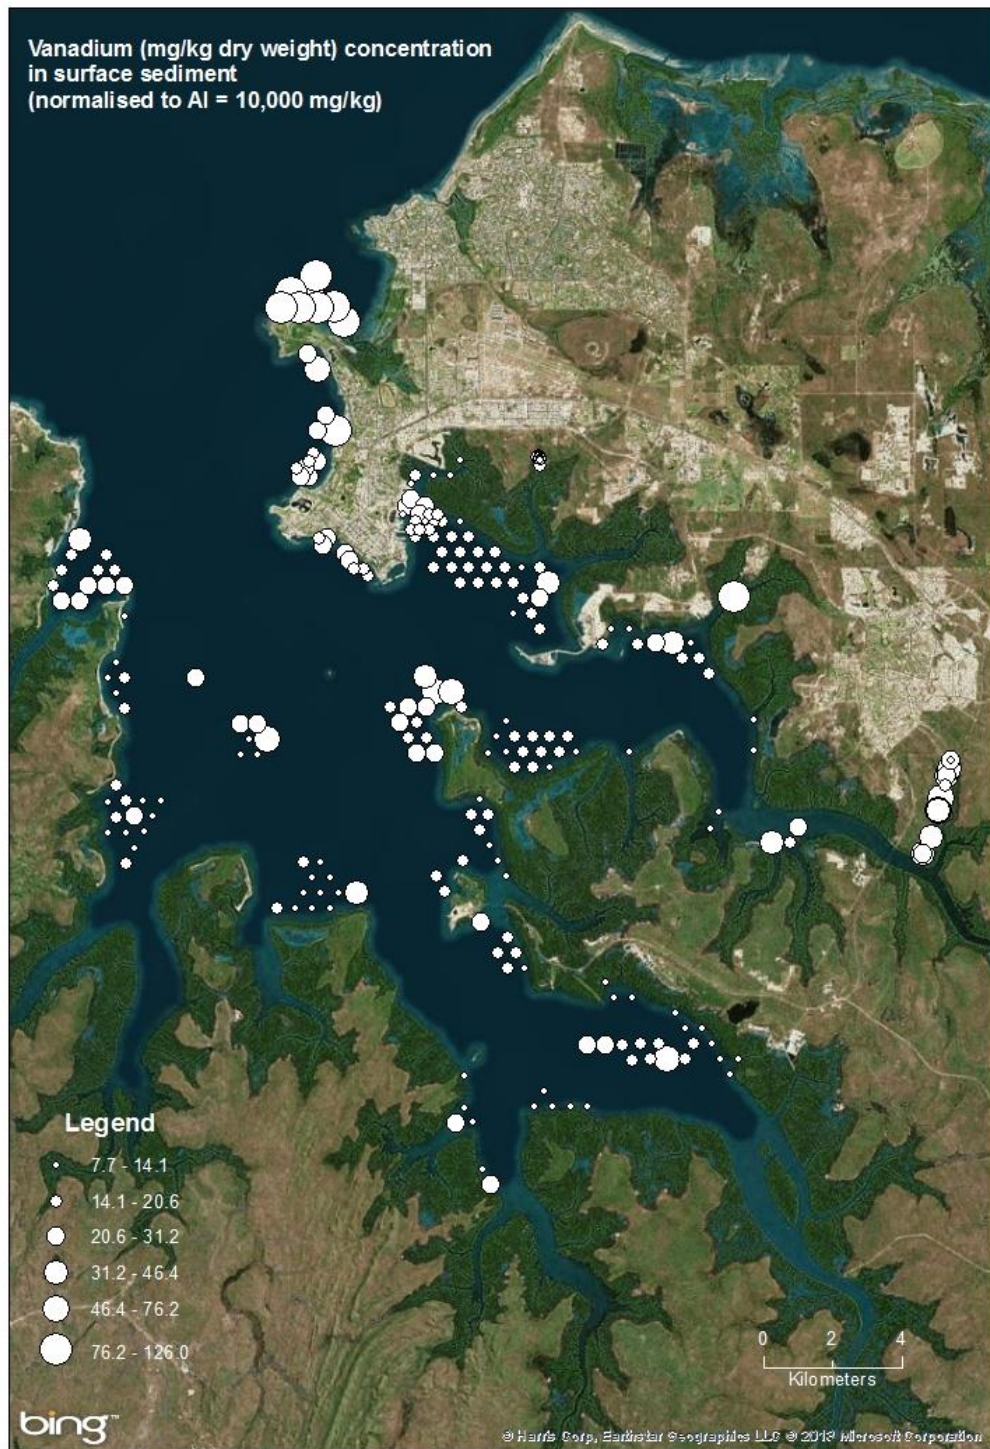 Vanadium (mg/kg dry weight) concentration
in surface sediment
(normalised to Al = 10,000 mg/kg)
Legend
7.7 - 14.1
14.1 - 20.6
20.6 - 31.2
31.2 - 46.4
46.4 - 76.2
76.2 - 126.0
0 2 4
Kilometers
bing™
© Harris Corp, Earthstar Geographics LLC © 2013 Microsoft Corporation